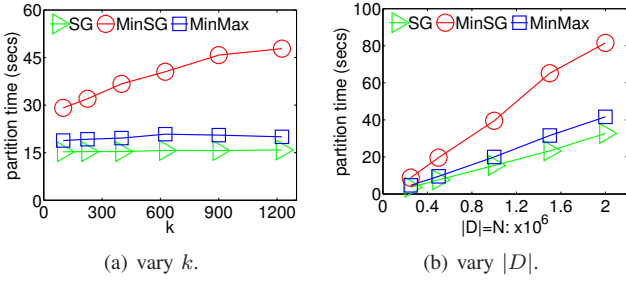 SG MinSG MinMax
partition time (secs)
60
45
30
15
0
0 300 600 900 1200
k
(a) vary k.
SG MinSG MinMax
partition time (secs)
100
80
60
40
20
0
0.4 0.8 1.2 1.6 2
|D|=N: x10^6
(b) vary |D|.